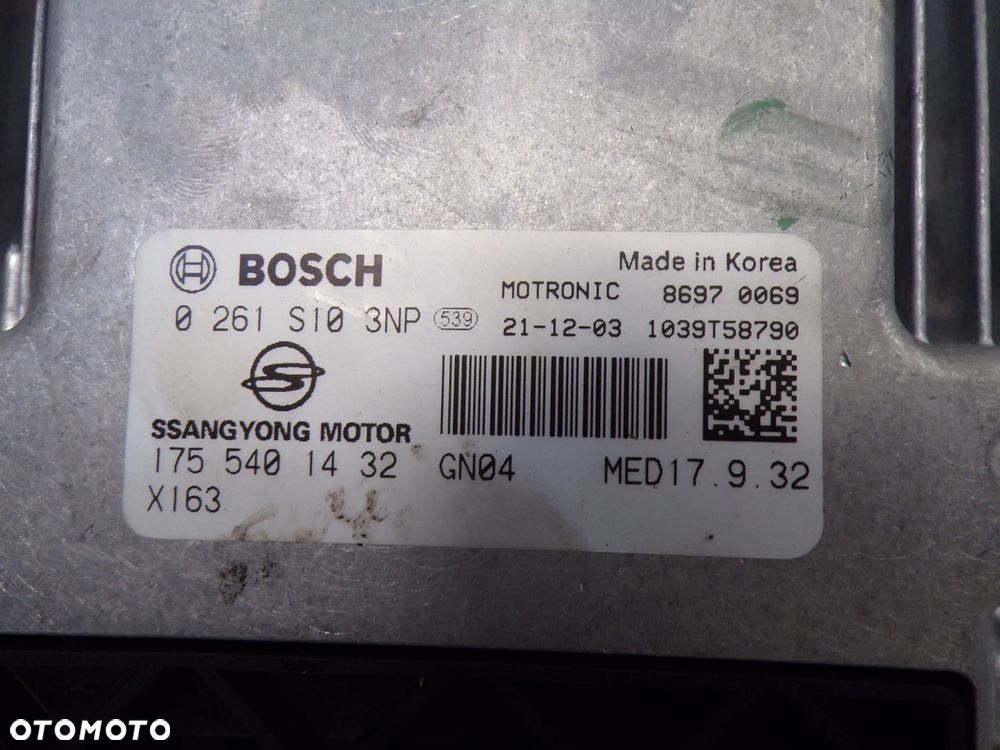 BOSCH
Made in Korea
MOTRONIC 8697 0069
0 261 S10 3NP 539
21-12-03 1039T58790
SSANGYONG MOTOR
175 540 14 32 GN04 MED17.9.32
X163
OTOMOTO